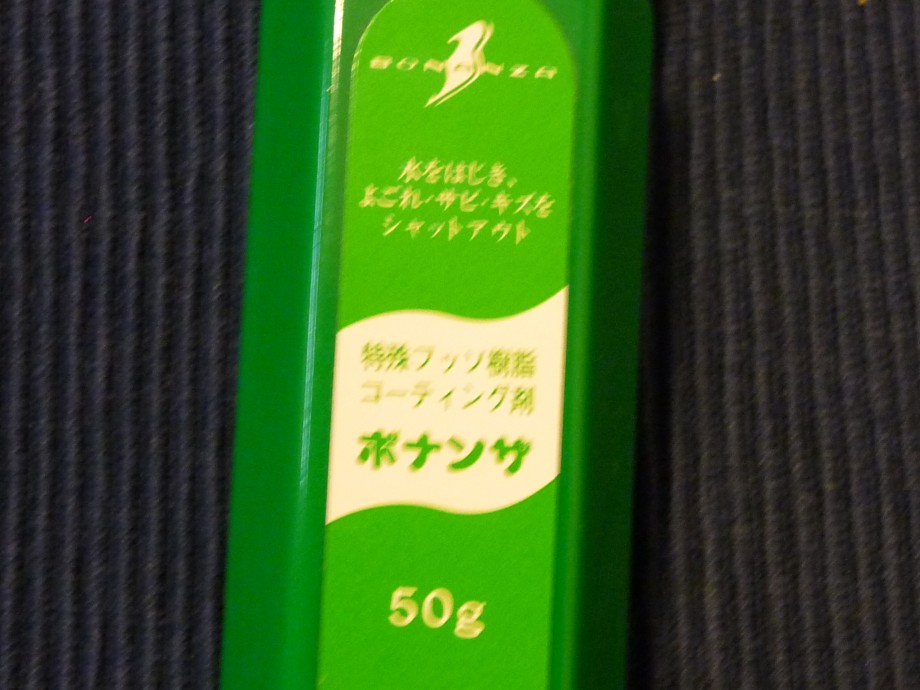 BONANZA
水をはじき、
よごれ・サビ・キズを
シャットアウト
特殊フッソ樹脂
コーティング剤
ボナンザ
50g